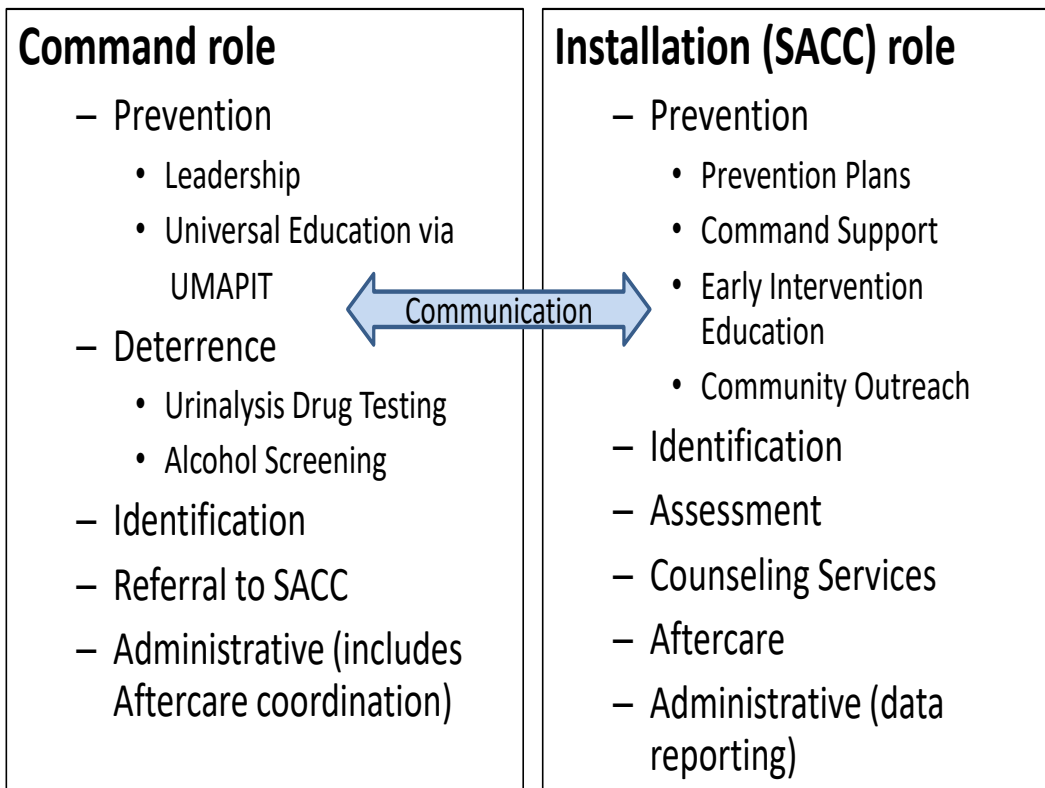 Command role
– Prevention
• Leadership
• Universal Education via
UMAPIT
– Deterrence
• Urinalysis Drug Testing
• Alcohol Screening
– Identification
– Referral to SACC
– Administrative (includes
Aftercare coordination)
Communication
Installation (SACC) role
– Prevention
• Prevention Plans
• Command Support
• Early Intervention
Education
• Community Outreach
– Identification
– Assessment
– Counseling Services
– Aftercare
– Administrative (data
reporting)